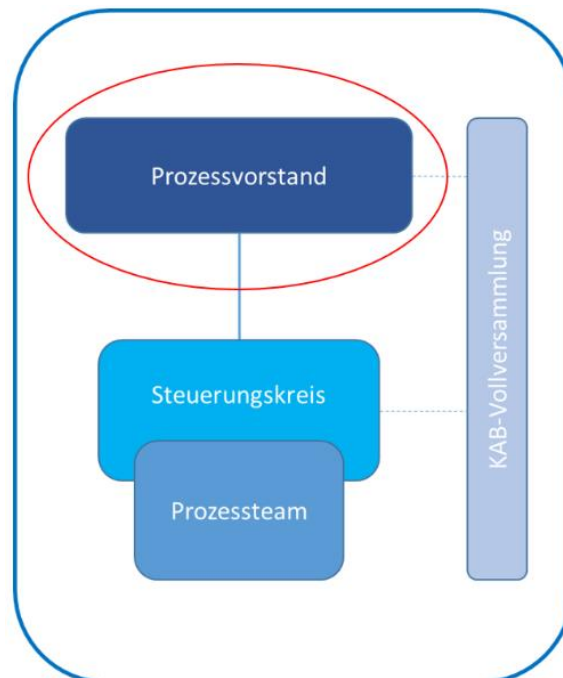 Prozessvorstand
Steuerungskreis
Prozessteam
KAB-Vollversammlung